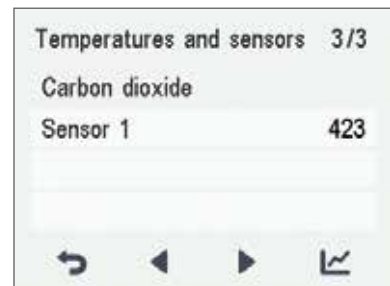 Temperatures and sensors 3/3
Carbon dioxide
Sensor 1 423